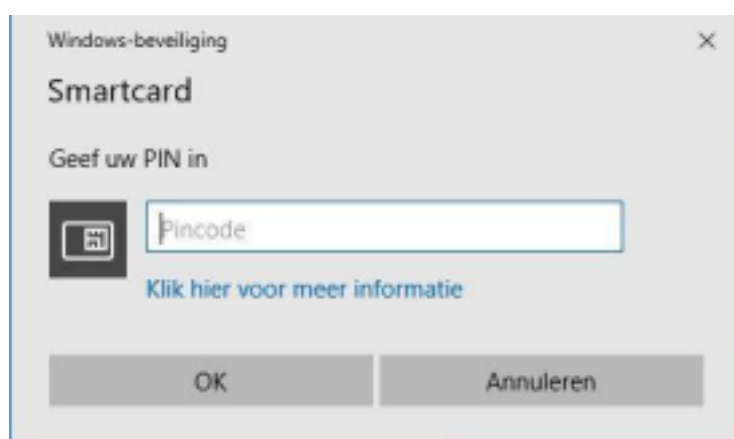 Windows-beveiliging
Smartcard
Geef uw PIN in
Pincode
Klik hier voor meer informatie
OK
Annuleren